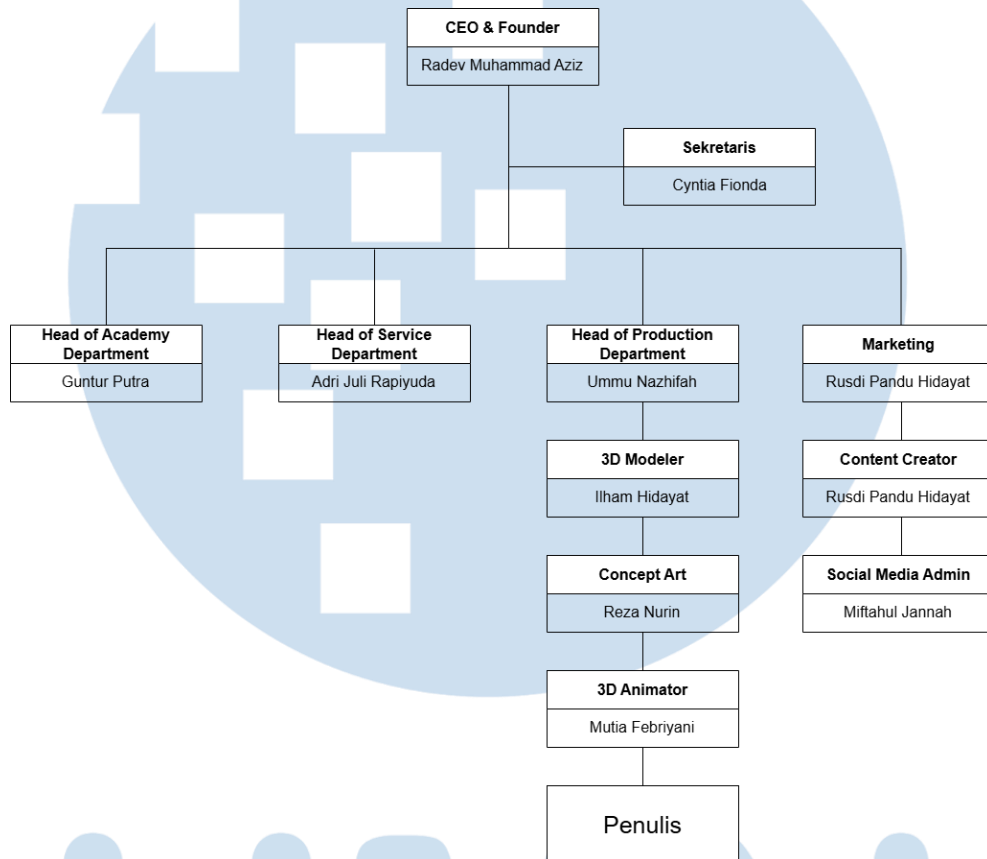 CEO & Founder
Radev Muhammad Aziz
Sekretaris
Cyntia Fionda
Head of Academy
Department
Guntur Putra
Head of Service
Department
Adri Juli Rapiyuda
Head of Production
Department
Ummu Nazhifah
Marketing
Rusdi Pandu Hidayat
3D Modeler
Ilham Hidayat
Content Creator
Rusdi Pandu Hidayat
Concept Art
Reza Nurin
Social Media Admin
Miftahul Jannah
3D Animator
Mutia Febriyani
Penulis